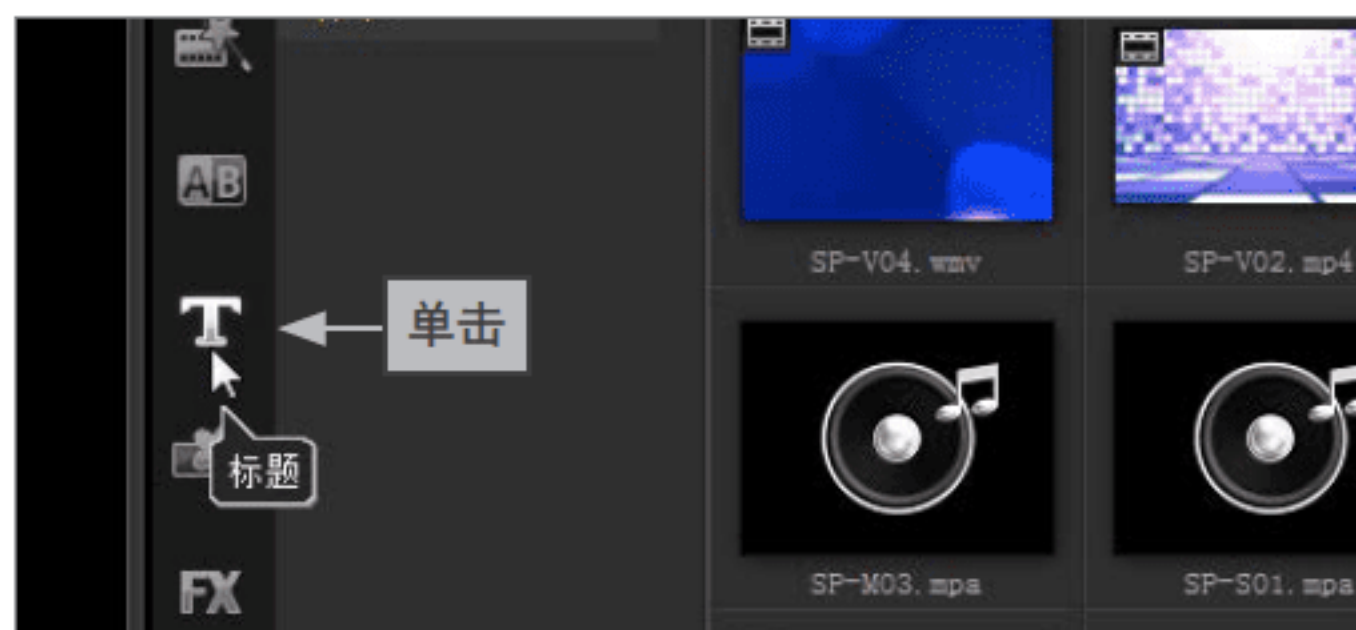 AB
SP-V04.wmv
SP-V02.mp4
T
单击
标题
FX
SP-M03.mpa
SP-S01.mpa